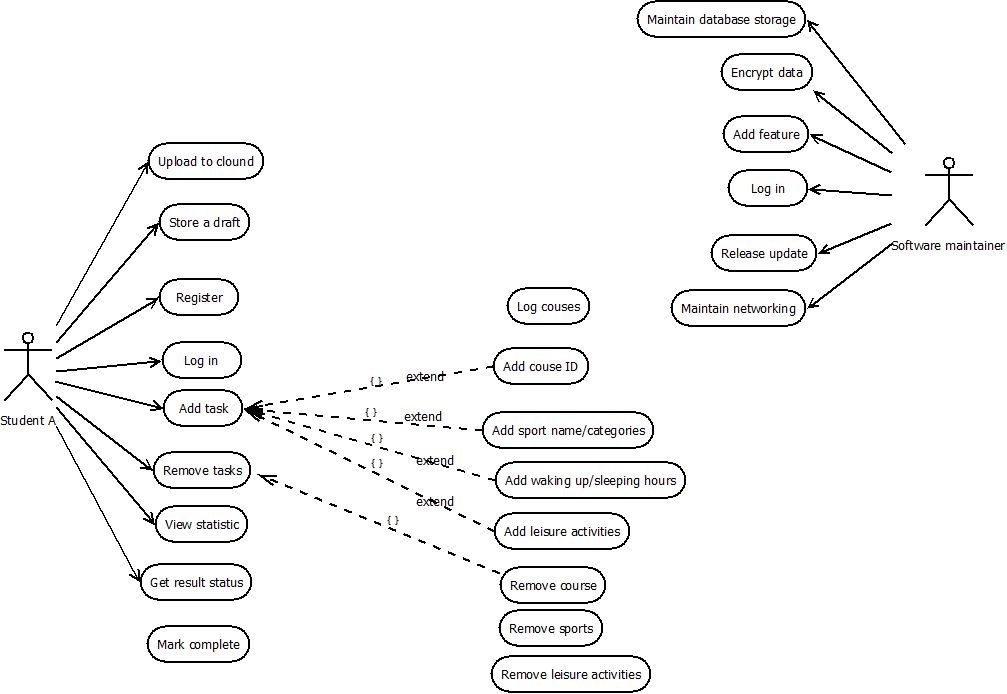 Maintain database storage
Encrypt data
Add feature
Log in
Software maintainer
Release update
Maintain networking
Upload to clound
Store a draft
Register
Log in
Add task
Student A
Remove tasks
View statistic
Get result status
Mark complete
Log couses
Add couse ID
{ } extend
Add sport name/categories
{ } extend
Add waking up/sleeping hours
{ } extend
Add leisure activities
{ } extend
Remove course
{ }
Remove sports
Remove leisure activities